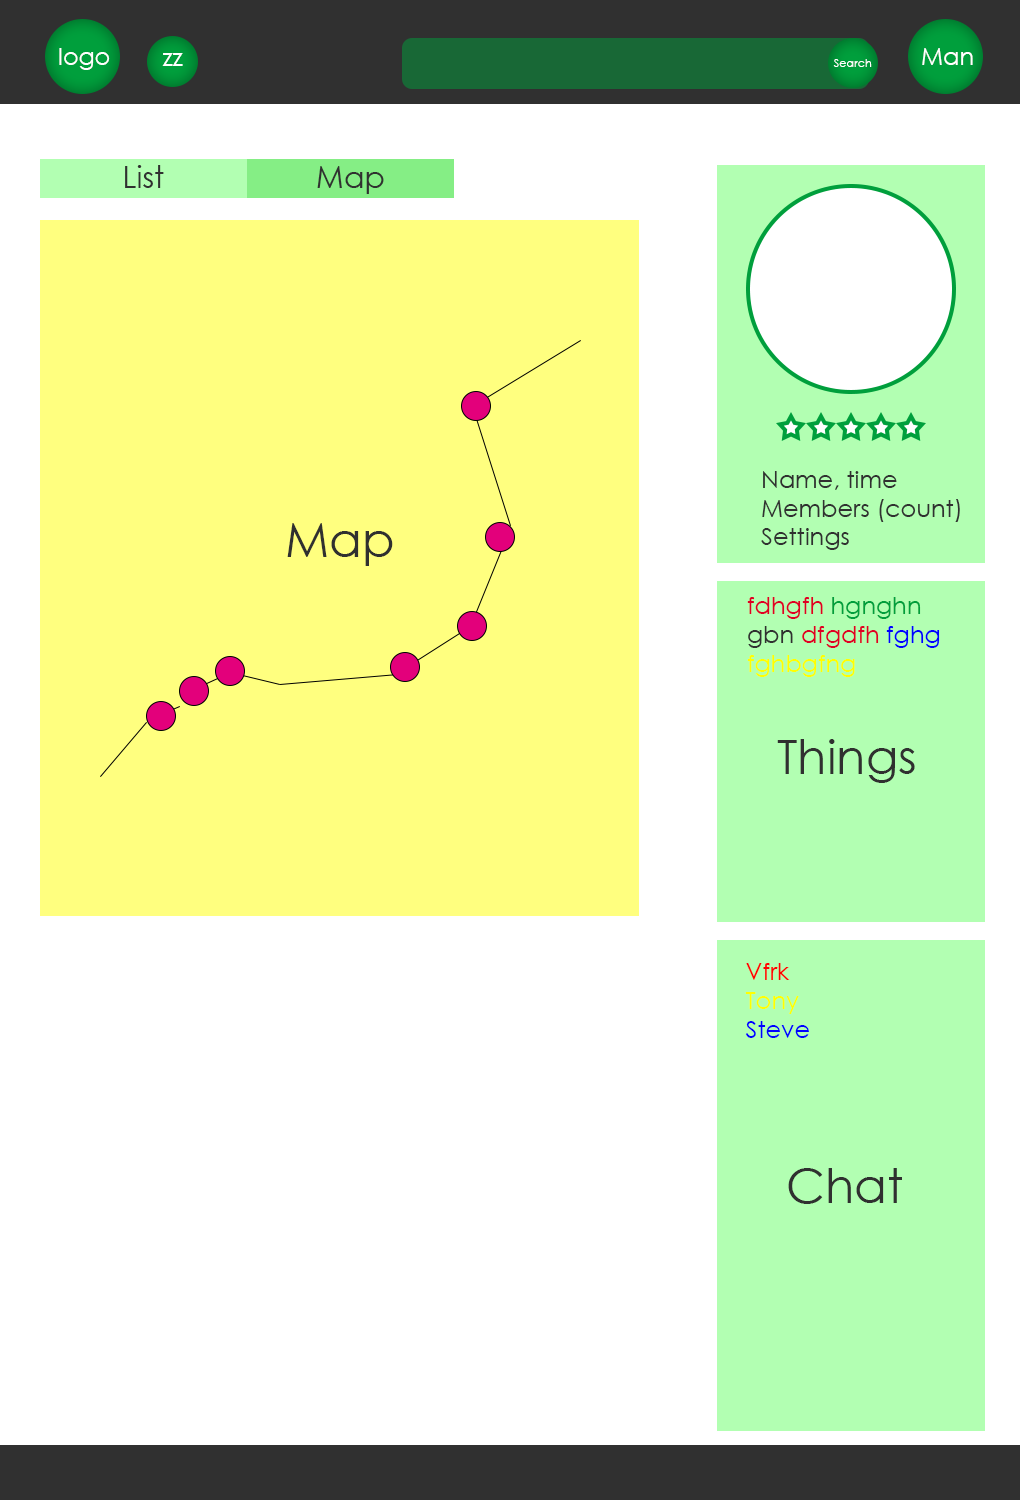 logo
zz
Search
Man
List
Map
Map
Name, time
Members (count)
Settings
fdhgfh hgnghn
gbn dfgdfh fghg
fghbgfng
Things
Vfrk
Tony
Steve
Chat